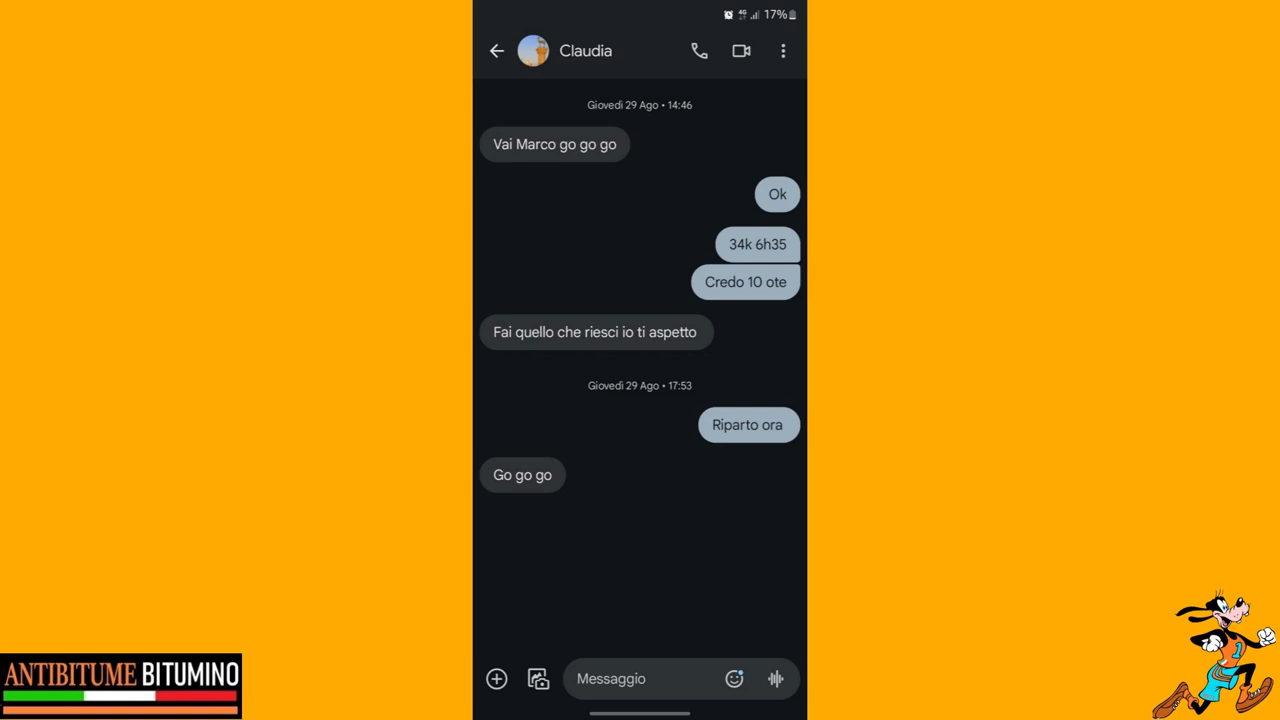 4G 17%
Claudia
Giovedì 29 Ago • 14:46
Vai Marco go go go
Ok
34k 6h35
Credo 10 ote
Fai quello che riesci io ti aspetto
Giovedì 29 Ago • 17:53
Riparto ora
Go go go
Messaggio
ANTIBITUME BITUMINO
1